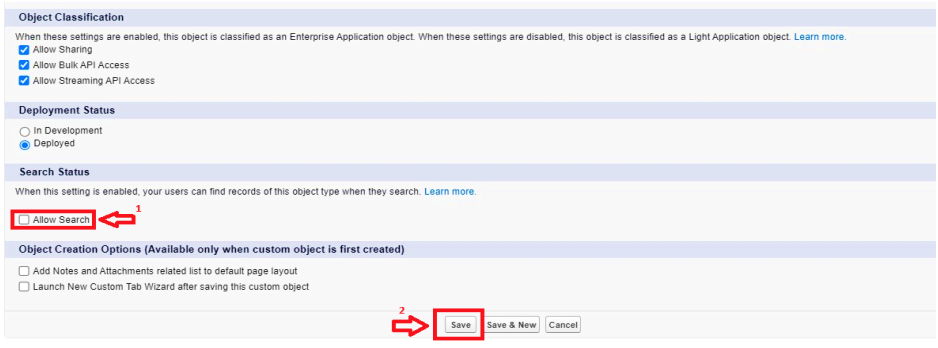 Object Classification
When these settings are enabled, this object is classified as an Enterprise Application object. When these settings are disabled, this object is classified as a Light Application object. Learn more.
Allow Sharing
Allow Bulk API Access
Allow Streaming API Access
Deployment Status
In Development
Deployed
Search Status
When this setting is enabled, your users can find records of this object type when they search. Learn more.
1
Allow Search
Object Creation Options (Available only when custom object is first created)
Add Notes and Attachments related list to default page layout
Launch New Custom Tab Wizard after saving this custom object
2
Save Save & New Cancel